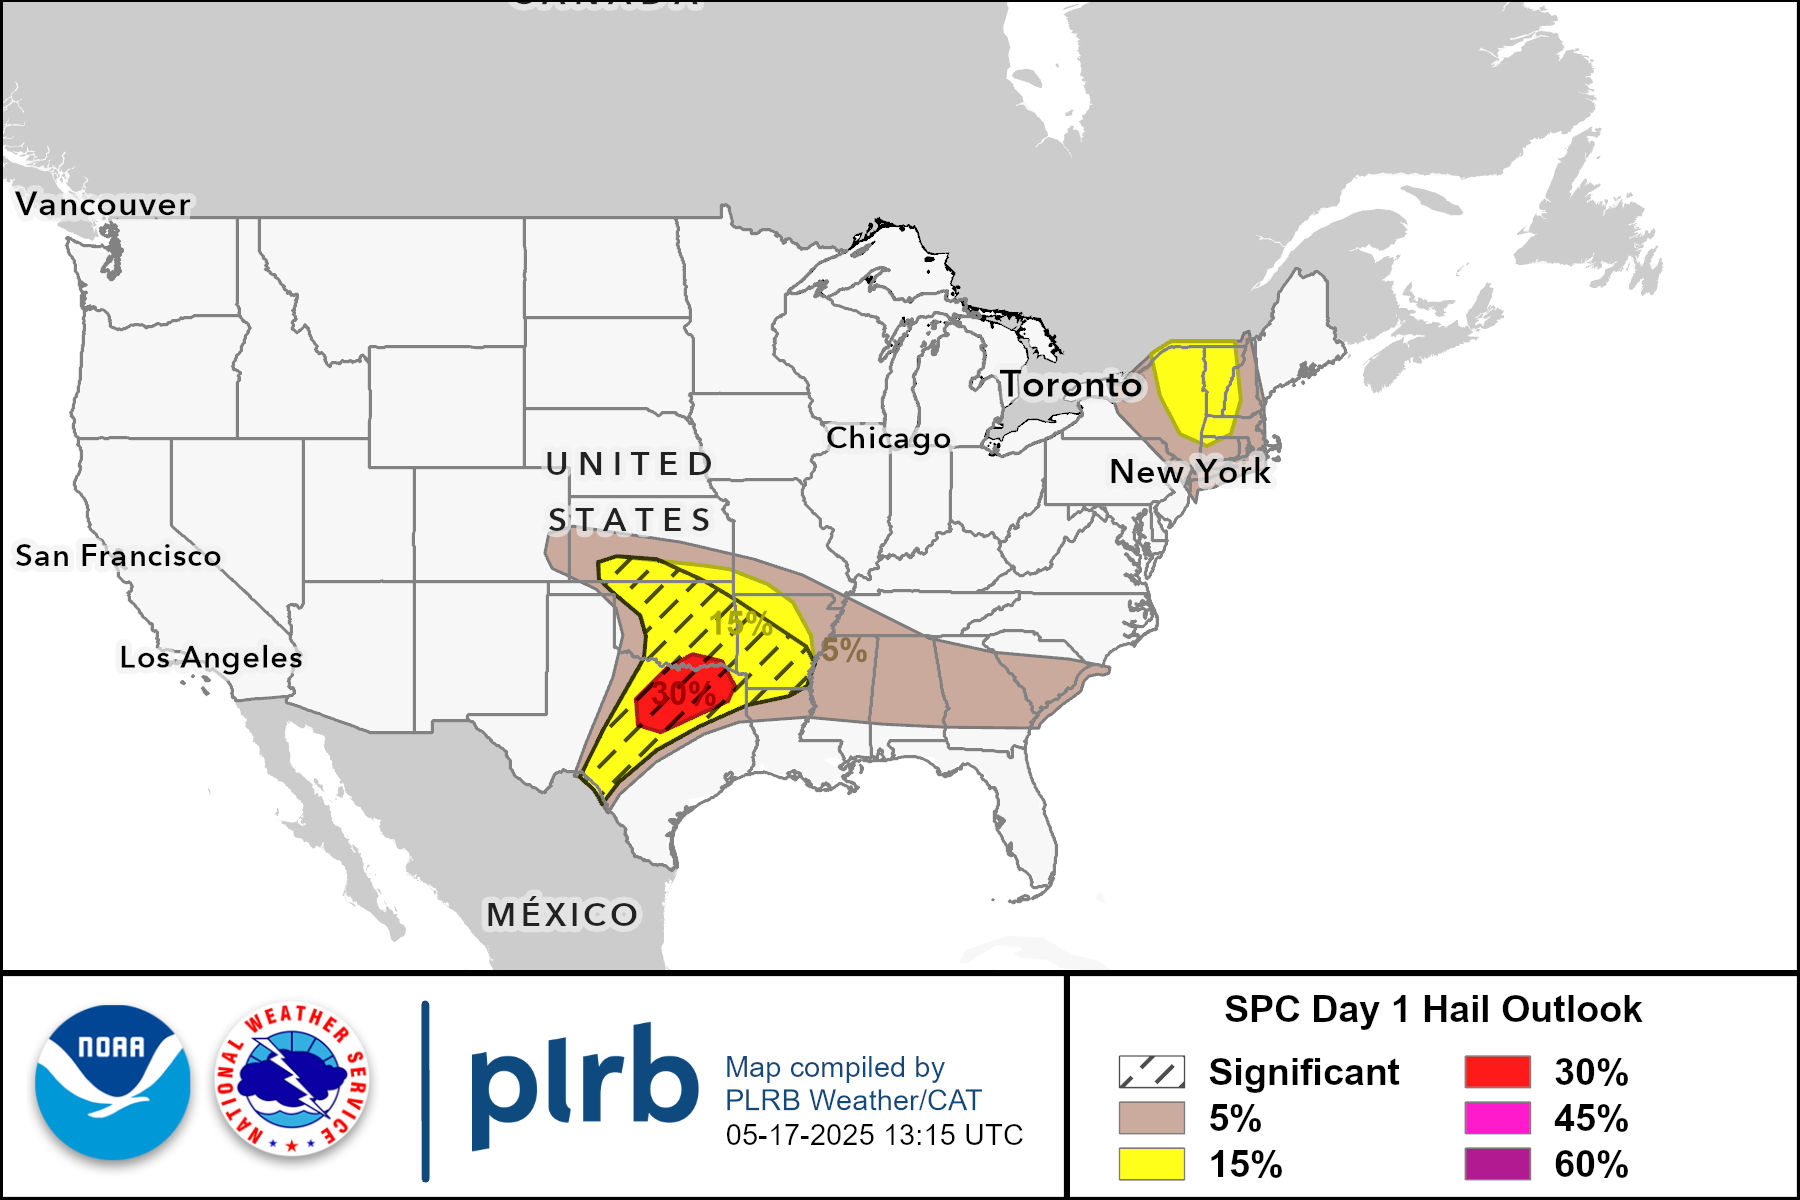 CANADA
Vancouver
Toronto
Chicago
UNITED
New York
STATES
San Francisco
15%
5%
Los Angeles
30%
MÉXICO
NOAA
NATIONAL WEATHER SERVICE
plrb
Map compiled by
PLRB Weather/CAT
05-17-2025 13:15 UTC
SPC Day 1 Hail Outlook
Significant
5%
15%
30%
45%
60%